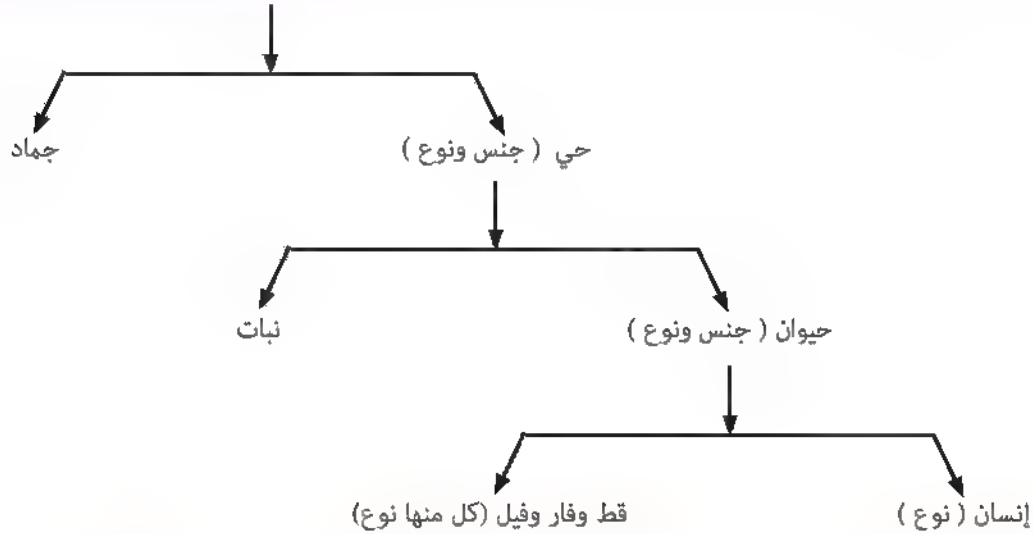 حي ( جنس ونوع )
جماد
حيوان ( جنس ونوع )
نبات
إنسان ( نوع )
قط وفار وفيل (كل منها نوع)